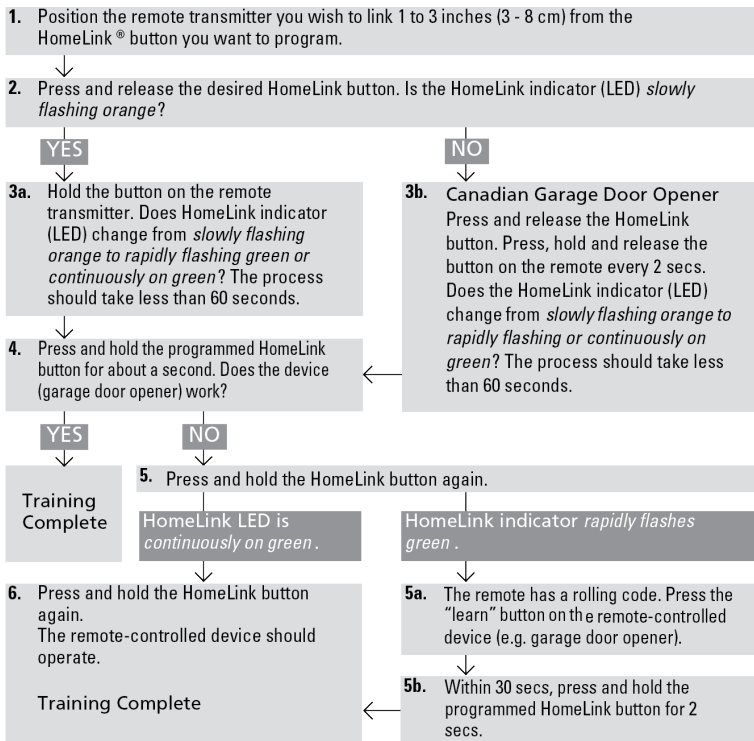 1. Position the remote transmitter you wish to link 1 to 3 inches (3 - 8 cm) from the
HomeLink ® button you want to program.
2. Press and release the desired HomeLink button. Is the HomeLink indicator (LED) slowly
flashing orange?
YES
NO
3a. Hold the button on the remote
transmitter. Does HomeLink indicator
(LED) change from slowly flashing
orange to rapidly flashing green or
continuously on green? The process
should take less than 60 seconds.
3b. Canadian Garage Door Opener
Press and release the HomeLink
button. Press, hold and release the
button on the remote every 2 secs.
Does the HomeLink indicator (LED)
change from slowly flashing orange to
rapidly flashing or continuously on
green? The process should take less
than 60 seconds.
4. Press and hold the programmed HomeLink
button for about a second. Does the device
(garage door opener) work?
YES
NO
Training
Complete
5. Press and hold the HomeLink button again.
HomeLink LED is
continuously on green .
HomeLink indicator rapidly flashes
green .
6. Press and hold the HomeLink button
again.
The remote-controlled device should
operate.
Training Complete
5a. The remote has a rolling code. Press the
“learn” button on the remote-controlled
device (e.g. garage door opener).
5b. Within 30 secs, press and hold the
programmed HomeLink button for 2
secs.